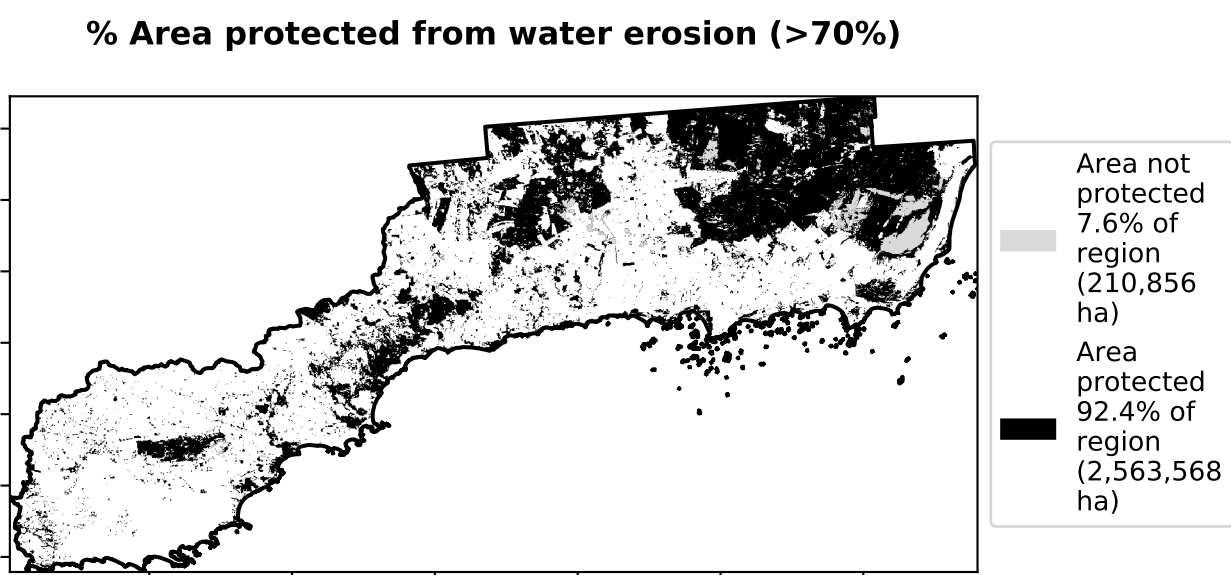 % Area protected from water erosion (>70%)
Area not
protected
7.6% of
region
(210,856
ha)
Area
protected
92.4% of
region
(2,563,568
ha)